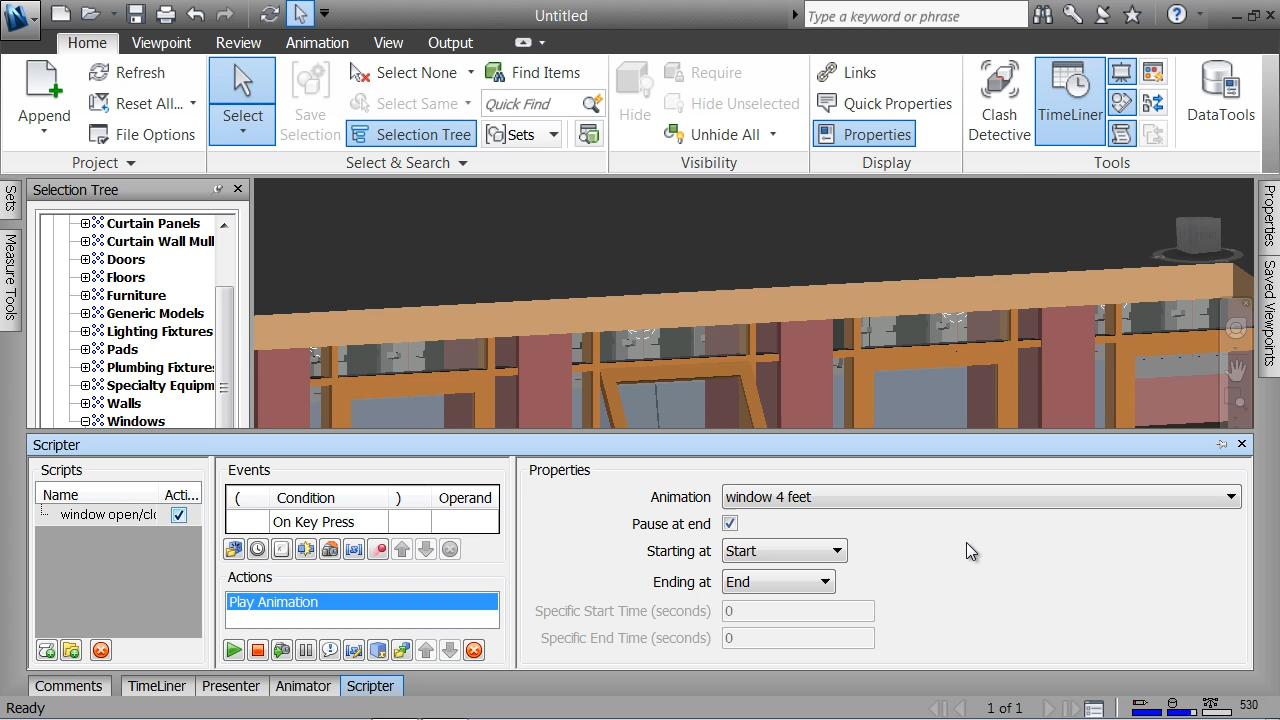 Untitled
Type a keyword or phrase
Home Viewpoint Review Animation View Output
Append
Refresh
Reset All...
File Options
Project
Select
Save Selection
Select None
Select Same
Selection Tree
Find Items
Quick Find
Sets
Select & Search
Hide
Require
Hide Unselected
Unhide All
Visibility
Links
Quick Properties
Properties
Display
Clash Detective
TimeLiner
DataTools
Tools
Sets
Measure Tools
Selection Tree
Curtain Panels
Curtain Wall Mull
Doors
Floors
Furniture
Generic Models
Lighting Fixtures
Pads
Plumbing Fixtures
Specialty Equipm
Walls
Windows
Properties
Saved Viewpoints
Scripter
Scripts
Name Acti...
window open/clo
Events
( Condition ) Operand
On Key Press
Actions
Play Animation
Properties
Animation window 4 feet
Pause at end
Starting at Start
Ending at End
Specific Start Time (seconds) 0
Specific End Time (seconds) 0
Comments TimeLiner Presenter Animator Scripter
Ready
1 of 1
530